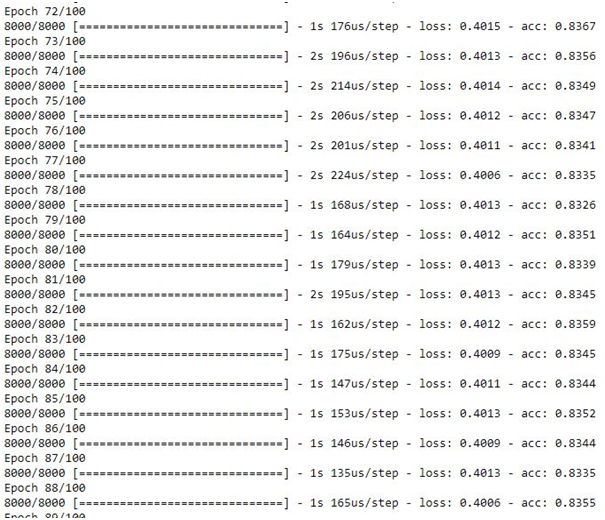 Epoch 72/100
8000/8000 [==============================] - 1s 176us/step - loss: 0.4015 - acc: 0.8367
Epoch 73/100
8000/8000 [==============================] - 2s 196us/step - loss: 0.4013 - acc: 0.8356
Epoch 74/100
8000/8000 [==============================] - 2s 214us/step - loss: 0.4014 - acc: 0.8349
Epoch 75/100
8000/8000 [==============================] - 2s 206us/step - loss: 0.4012 - acc: 0.8347
Epoch 76/100
8000/8000 [==============================] - 2s 201us/step - loss: 0.4011 - acc: 0.8341
Epoch 77/100
8000/8000 [==============================] - 2s 224us/step - loss: 0.4006 - acc: 0.8335
Epoch 78/100
8000/8000 [==============================] - 1s 168us/step - loss: 0.4013 - acc: 0.8326
Epoch 79/100
8000/8000 [==============================] - 1s 164us/step - loss: 0.4012 - acc: 0.8351
Epoch 80/100
8000/8000 [==============================] - 1s 179us/step - loss: 0.4013 - acc: 0.8339
Epoch 81/100
8000/8000 [==============================] - 2s 195us/step - loss: 0.4013 - acc: 0.8345
Epoch 82/100
8000/8000 [==============================] - 1s 162us/step - loss: 0.4012 - acc: 0.8359
Epoch 83/100
8000/8000 [==============================] - 1s 175us/step - loss: 0.4009 - acc: 0.8345
Epoch 84/100
8000/8000 [==============================] - 1s 147us/step - loss: 0.4011 - acc: 0.8344
Epoch 85/100
8000/8000 [==============================] - 1s 153us/step - loss: 0.4013 - acc: 0.8352
Epoch 86/100
8000/8000 [==============================] - 1s 146us/step - loss: 0.4009 - acc: 0.8344
Epoch 87/100
8000/8000 [==============================] - 1s 135us/step - loss: 0.4013 - acc: 0.8335
Epoch 88/100
8000/8000 [==============================] - 1s 165us/step - loss: 0.4006 - acc: 0.8355
Epoch 89/100